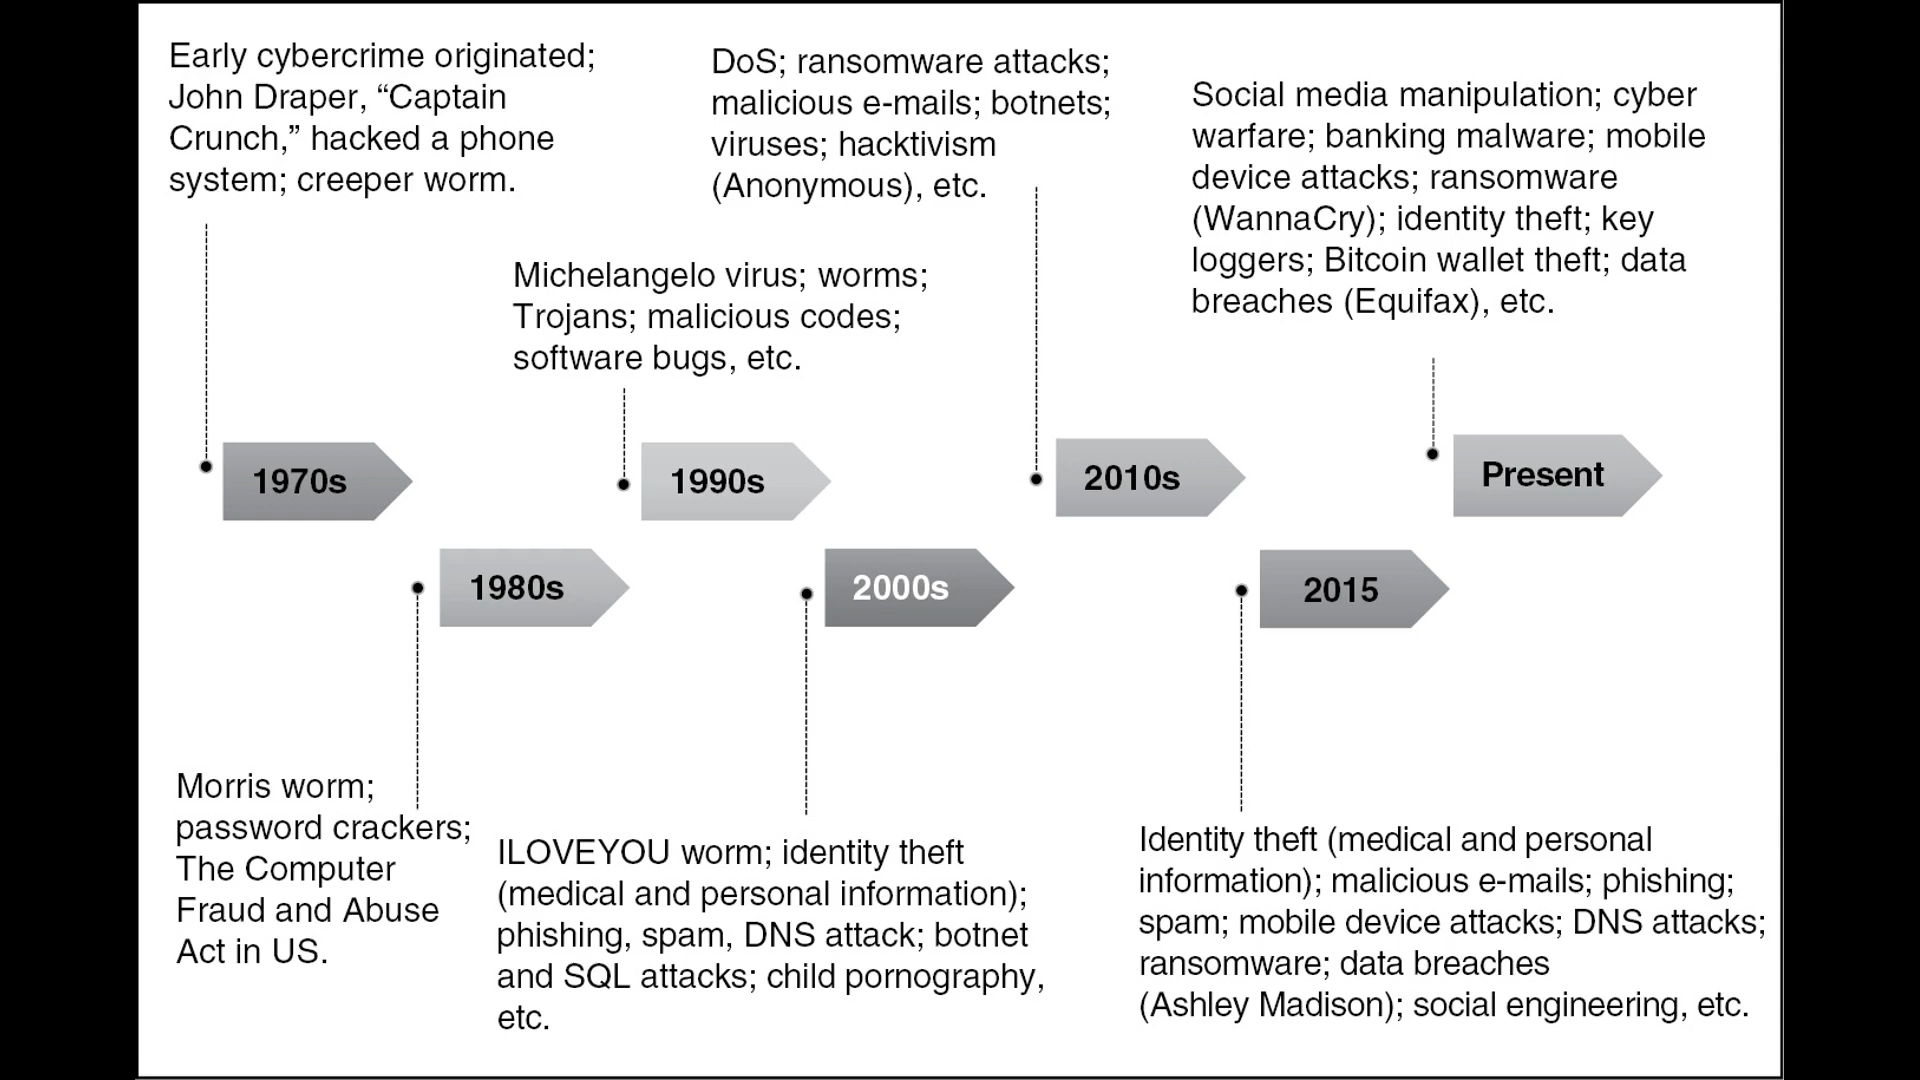 Early cybercrime originated;
John Draper, “Captain
Crunch,” hacked a phone
system; creeper worm.
DoS; ransomware attacks;
malicious e-mails; botnets;
viruses; hacktivism
(Anonymous), etc.
Social media manipulation; cyber
warfare; banking malware; mobile
device attacks; ransomware
(WannaCry); identity theft; key
loggers; Bitcoin wallet theft; data
breaches (Equifax), etc.
Michelangelo virus; worms;
Trojans; malicious codes;
software bugs, etc.
1970s
1990s
2010s
Present
1980s
2000s
2015
Morris worm;
password crackers;
The Computer
Fraud and Abuse
Act in US.
ILOVEYOU worm; identity theft
(medical and personal information);
phishing, spam, DNS attack; botnet
and SQL attacks; child pornography,
etc.
Identity theft (medical and personal
information); malicious e-mails; phishing;
spam; mobile device attacks; DNS attacks;
ransomware; data breaches
(Ashley Madison); social engineering, etc.